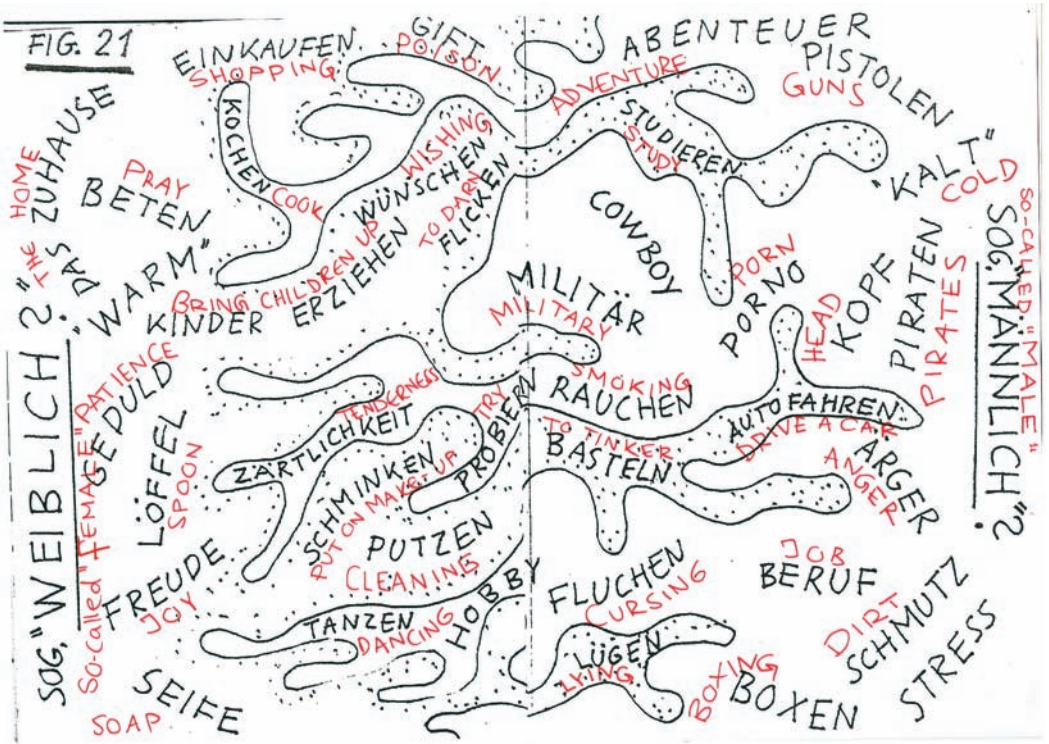 FIG. 21
EINKAUFEN
SHOPPING
GIFT
POISON
ABENTEUER
ADVENTURE
PISTOLEN
GUNS
KOCHEN
COOK
WISHING
WÜNSCHEN
TO DARN
FLICKEN
STUDIEREN
STUDY
"KALT"
COLD
THE HOME
DAS ZUHAUSE
PRAY
BETEN
"WARM"
BRING CHILDREN UP
KINDER ERZIEHEN
COWBOY
MILITÄR
MILITARY
PORN
PORNO
HEAD
KOPF
PIRATEN
PIRATES
SOG. "MÄNNLICH"?
SO-CALLED "MALE"
SOG. "WEIBLICH"?
SO-CALLED "FEMALE"
PATIENCE
GEDULD
LÖFFEL
SPOON
TENDERNESS
ZÄRTLICHKEIT
TRY
PROBIERN
SMOKING
RAUCHEN
AUTOFAHREN
DRIVE A CAR
TO TINKER
BASTELN
ÄRGER
ANGER
SCHMINKEN
PUT ON MAKE-UP
PUTZEN
CLEANING
FREUDE
JOY
TANZEN
DANCING
HOBBY
FLUCHEN
CURSING
JOB
BERUF
LÜGEN
LYING
DIRT
SCHMUTZ
STRESS
BOXING
BOXEN
SEIFE
SOAP